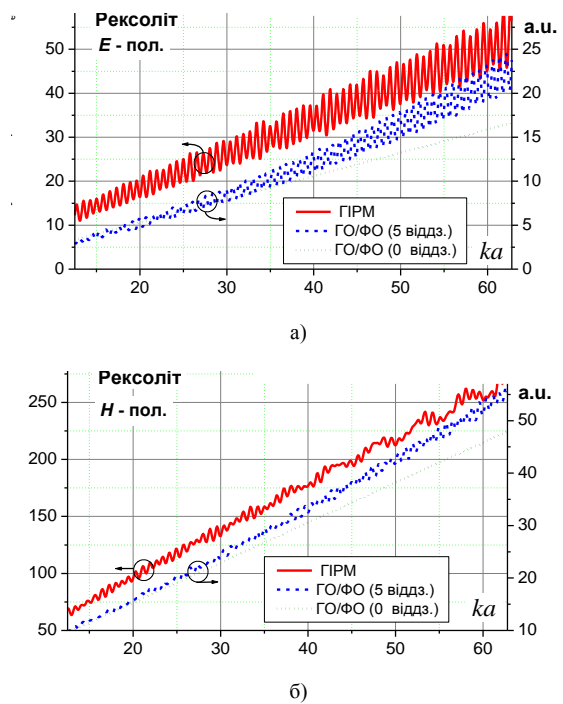 Рексоліт
E - пол.
a.u.
50
40
30
20
10
0
25
20
15
10
5
0
ГІРМ
ГО/ФО (5 віддз.)
ГО/ФО (0 віддз.)
ka
20 30 40 50 60
а)
Рексоліт
H - пол.
a.u.
250
200
150
100
50
50
40
30
20
10
ГІРМ
ГО/ФО (5 віддз.)
ГО/ФО (0 віддз.)
ka
20 30 40 50 60
б)